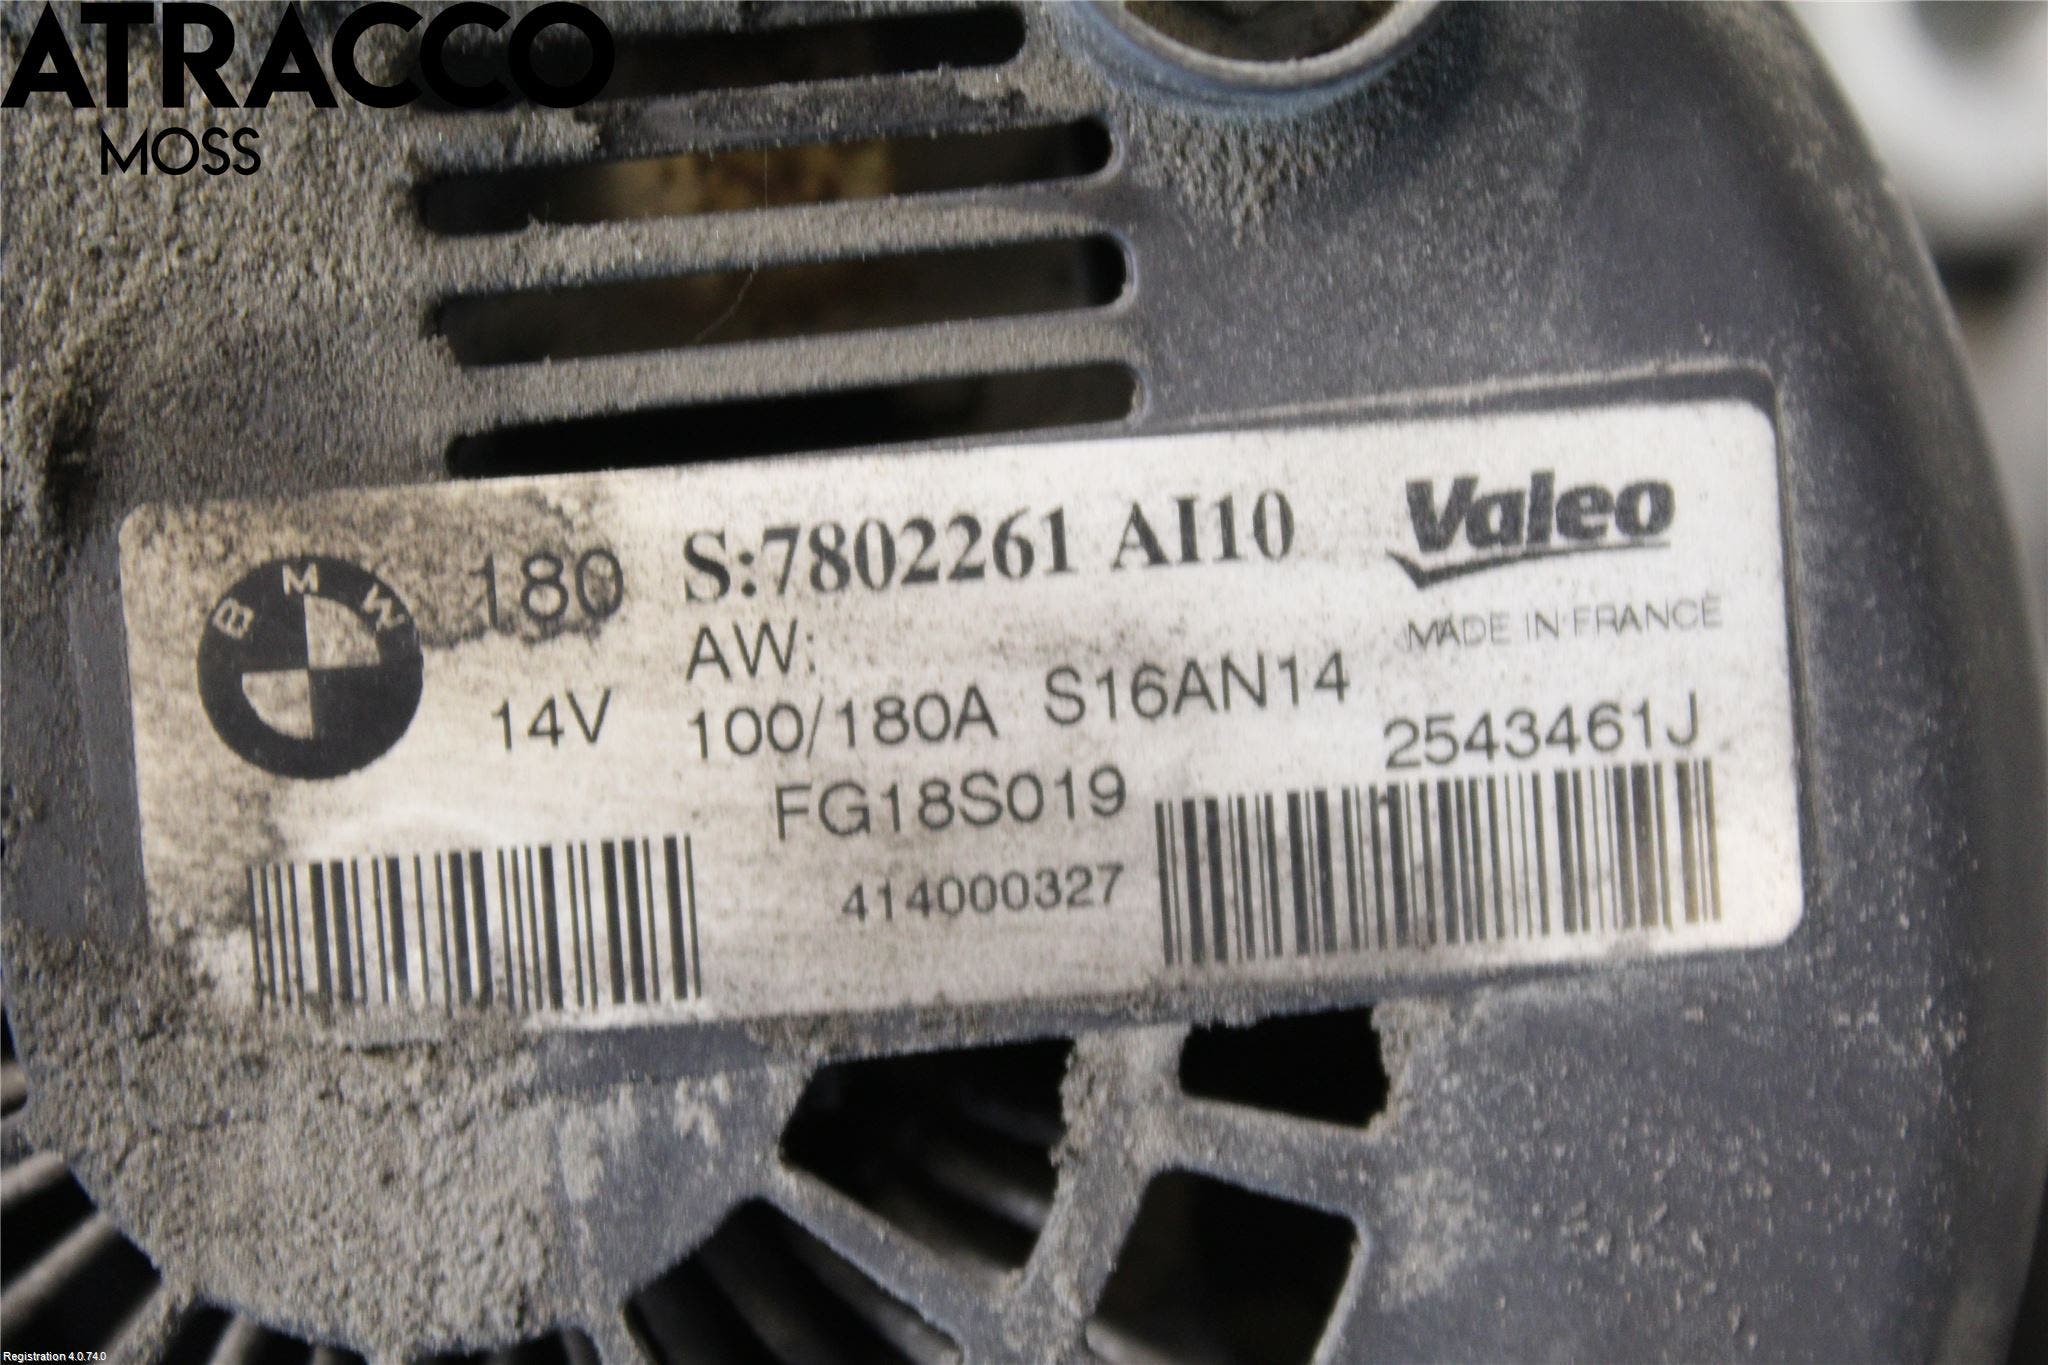 ATRACCO
MOSS
BMW 180 S:7802261 AI10 Valeo
AW: MADE IN FRANCE
14V 100/180A S16AN14
2543461J
FG18S019
414000327
Registration 4.0.74.0